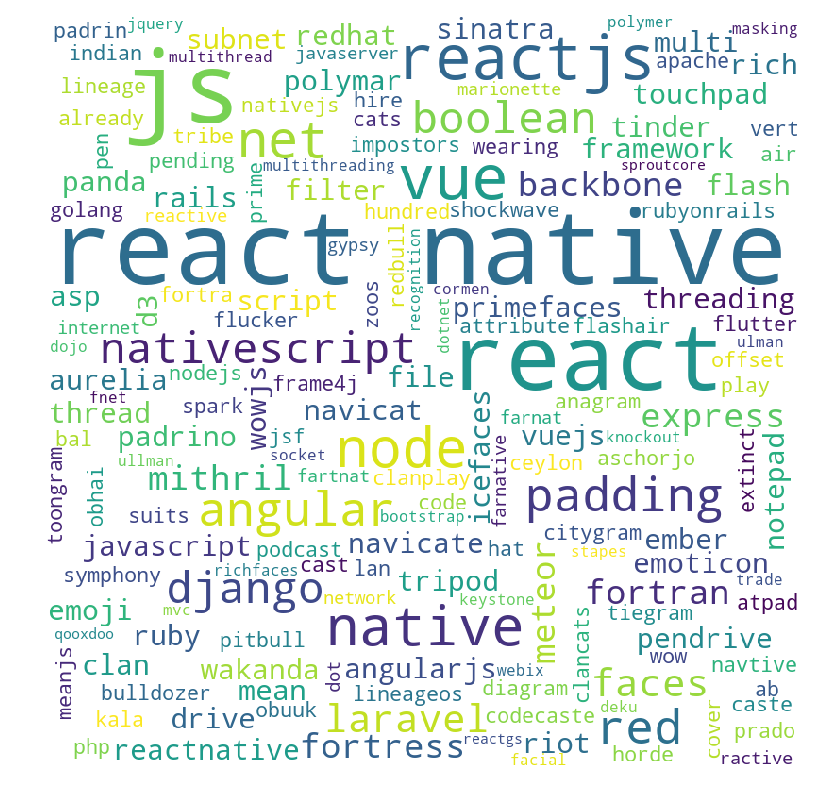 padrin jquery subnet redhat sinatra polymer multi masking
indian multithread js javaserver reactjs apache rich
lineage polymar marionette touchpad
already nativejs hire boolean
tribe net cats impostors wearing tinder vert
pen pending multithreading vue framework air
panda rails prime filter backbone sproutcore flash
golang reactive hundred shockwave rubyonrails
react gypsy redbull recognition native
asp d3 fortra script zoos cormen primefaces threading
internet flucker dotnet attribute flashair flutter
dojo nativescript react ulman offset
aurelia nodejs wowjs frame4j file icefaces play
fnet anagram
thread spark navicat farnat express
bal padrino jsf node vuejs knockout
toongram ullman socket ceylon aschorjo extinct notepad
obhai mithril fartnat clanplay farnative padding
suits angular code bootstrap citygram
javascript podcast navicate hat meteor ember
symphony richfaces cast lan stapes emoticon trade
django tripod keystone fortran atpad
emoji mvc network tiegram
qooxdoo ruby pitbull native clancats pendrive
meanjs clan wakanda dot angularjs webix wow navtive
bulldozer mean lineageos diagram faces ab caste
kala drive obuuk laravel codecaste deku red cover prado
php reactnative fortress reactgs riot horde ractive
facial